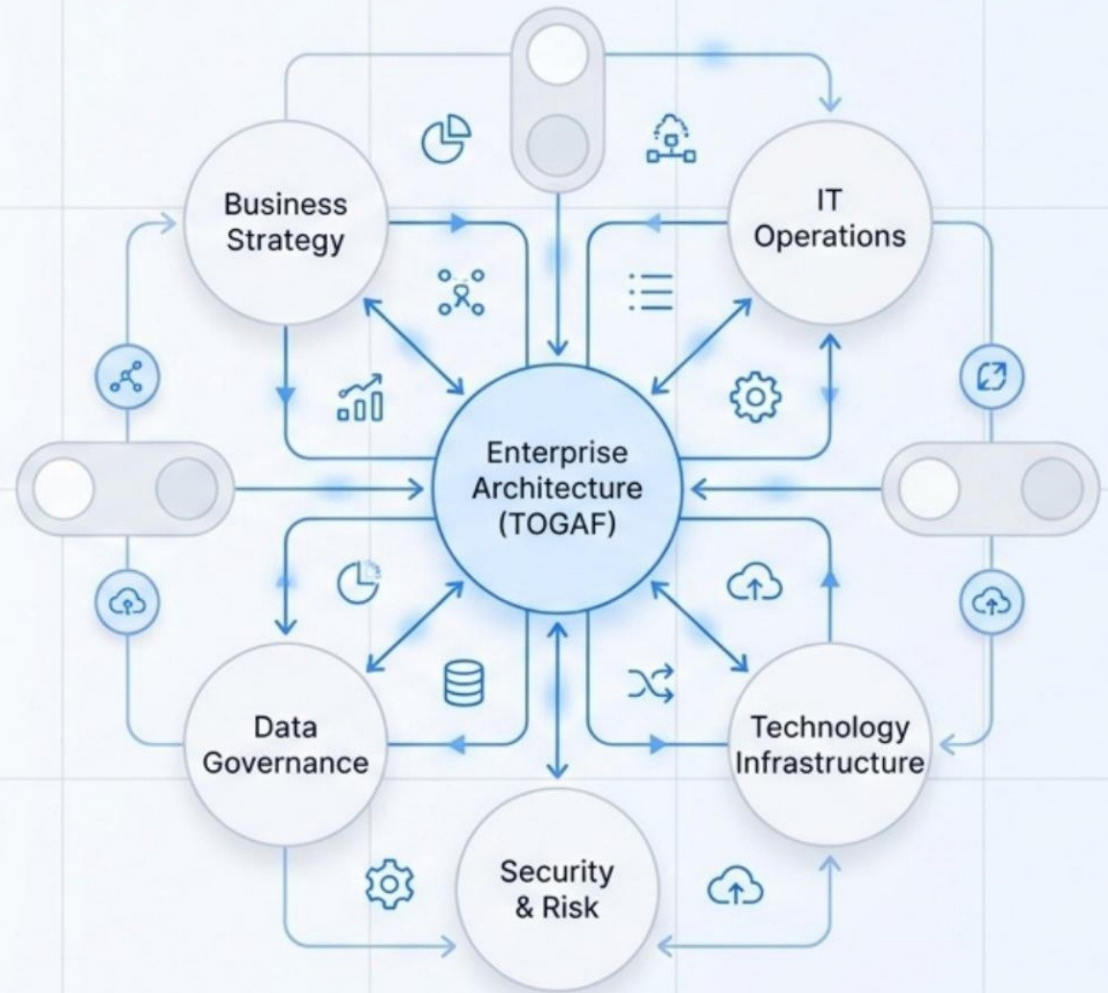 Business
Strategy
IT
Operations
Enterprise
Architecture
(TOGAF)
Data
Governance
Technology
Infrastructure
Security
& Risk